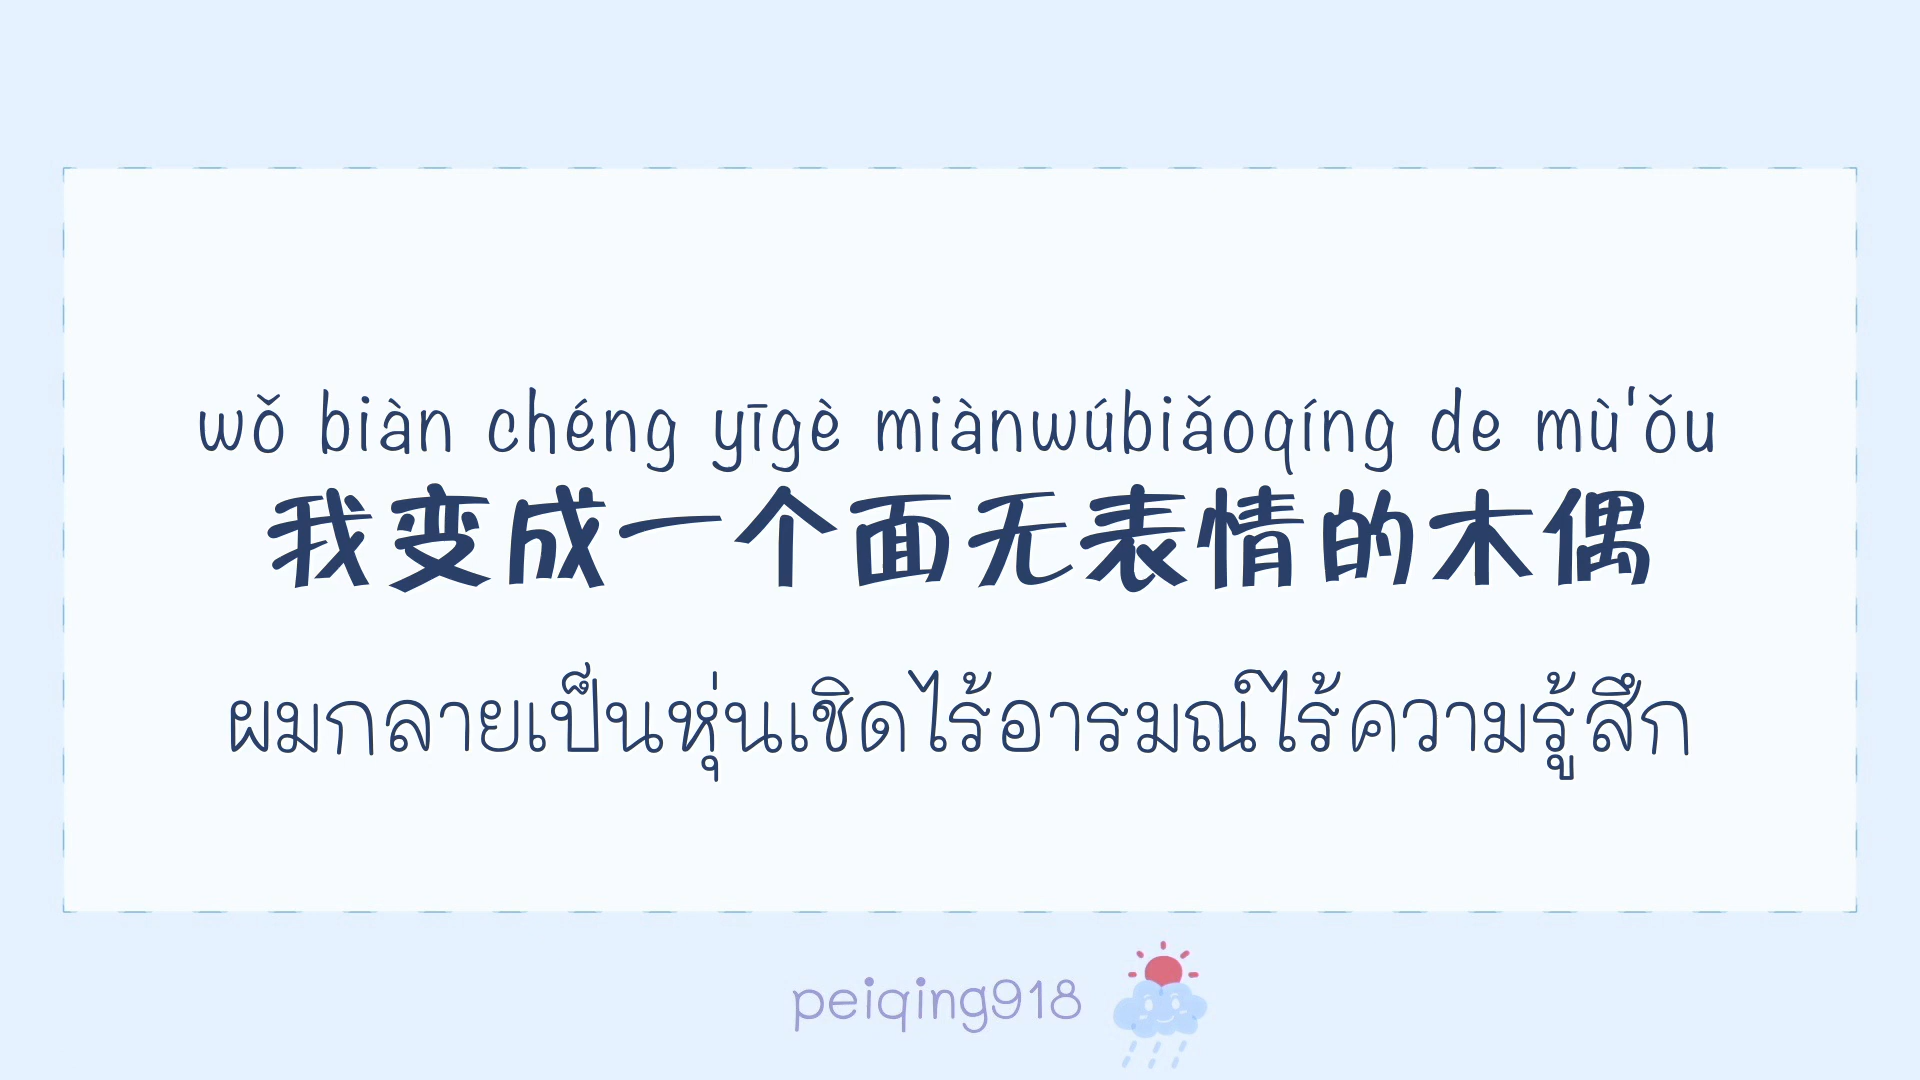 wǒ biàn chéng yīgè miànwúbiǎoqíng de mù'ǒu
我变成一个面无表情的木偶
ผมกลายเป็นหุ่นเชิดไร้อารมณ์ไร้ความรู้สึก
peiqing918